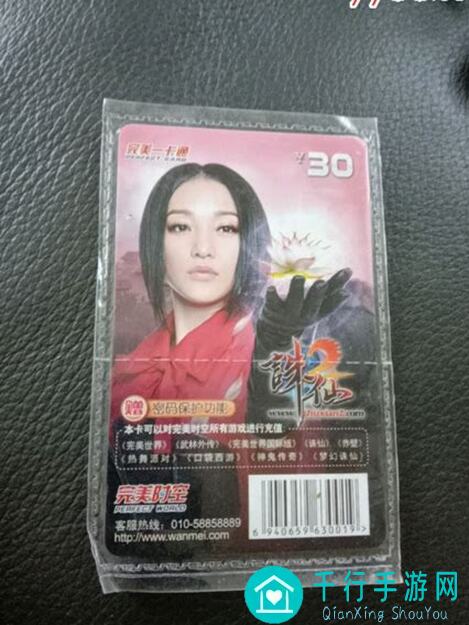 完美一卡通
PERFECT CARD
¥30
诛仙2
www.zhuxian2.com
密码保护功能
本卡可以对完美时空所有游戏进行充值:
《完美世界》《武林外传》《完美世界国际版》《诛仙》《赤壁》
《热舞派对》《口袋西游》《神鬼传奇》《梦幻诛仙》
完美时空
PERFECT WORLD
客服热线: 010-58858889
http://www.wanmei.com
6 940659 630019 >
千行手游网
QianXing ShouYou